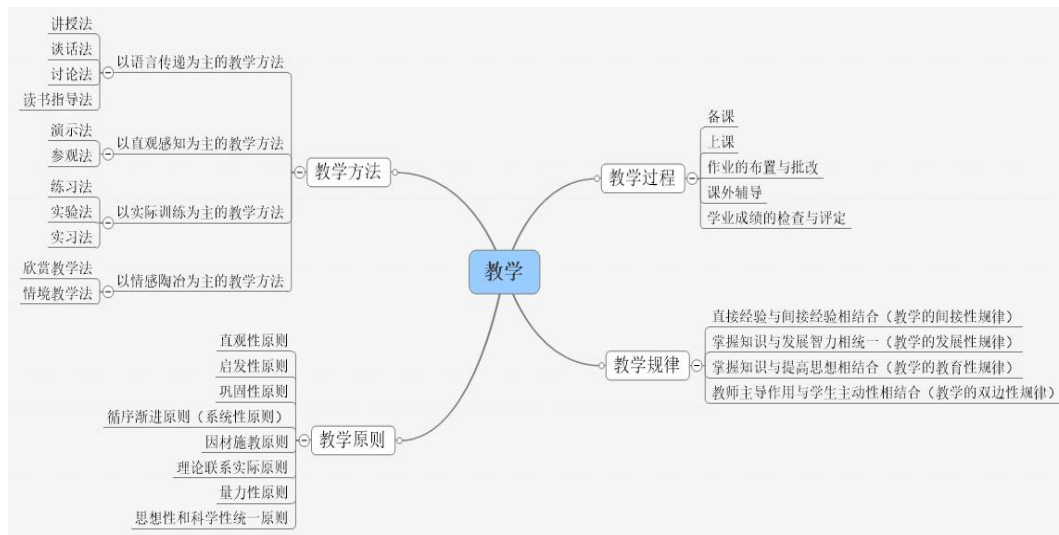 讲授法
谈话法
讨论法
读书指导法
以语言传递为主的教学方法
演示法
参观法
以直观感知为主的教学方法
练习法
实验法
实习法
以实际训练为主的教学方法
欣赏教学法
情境教学法
以情感陶冶为主的教学方法
教学方法
直观性原则
启发性原则
巩固性原则
循序渐进原则（系统性原则）
因材施教原则
理论联系实际原则
量力性原则
思想性和科学性统一原则
教学原则
教学
教学过程
备课
上课
作业的布置与批改
课外辅导
学业成绩的检查与评定
教学规律
直接经验与间接经验相结合（教学的间接性规律）
掌握知识与发展智力相统一（教学的发展性规律）
掌握知识与提高思想相结合（教学的教育性规律）
教师主导作用与学生主动性相结合（教学的双边性规律）